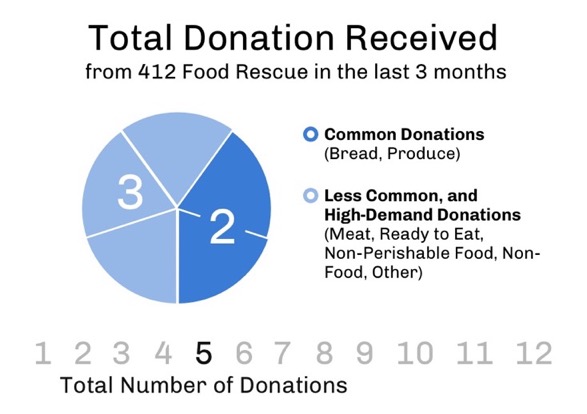 Total Donation Received
from 412 Food Rescue in the last 3 months
3
2
Common Donations
(Bread, Produce)
Less Common, and
High-Demand Donations
(Meat, Ready to Eat,
Non-Perishable Food, Non-
Food, Other)
1 2 3 4 5 6 7 8 9 10 11 12
Total Number of Donations